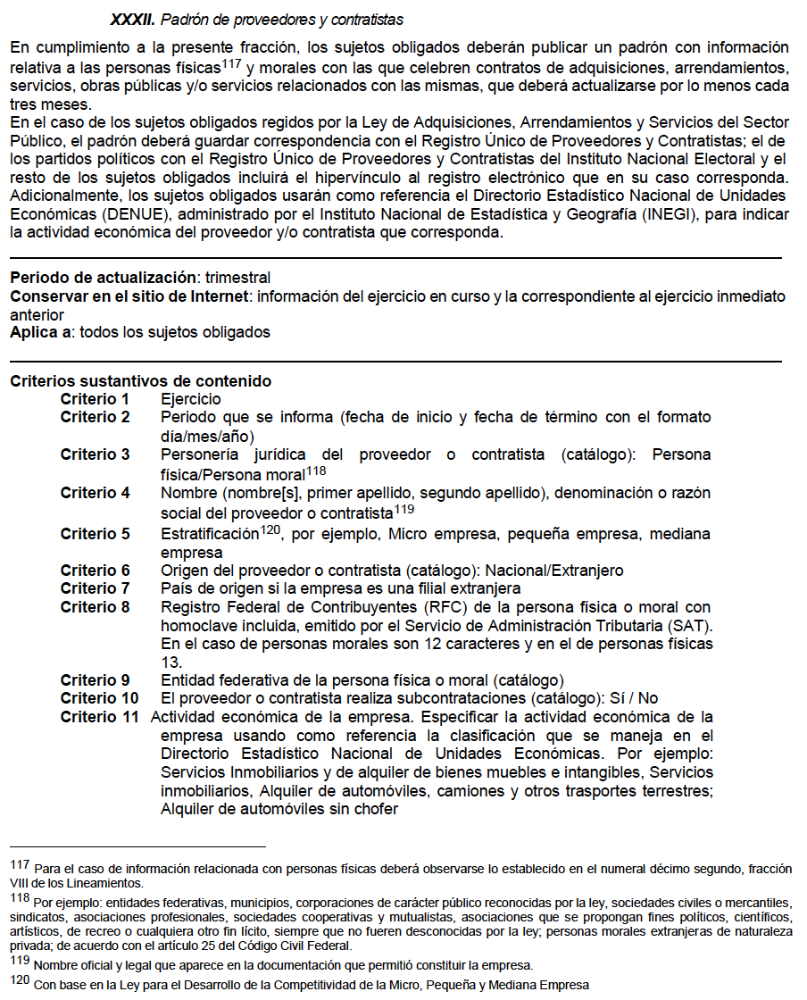 XXXII. Padrón de proveedores y contratistas
En cumplimiento a la presente fracción, los sujetos obligados deberán publicar un padrón con información
relativa a las personas físicas117 y morales con las que celebren contratos de adquisiciones, arrendamientos,
servicios, obras públicas y/o servicios relacionados con las mismas, que deberá actualizarse por lo menos cada
tres meses.
En el caso de los sujetos obligados regidos por la Ley de Adquisiciones, Arrendamientos y Servicios del Sector
Público, el padrón deberá guardar correspondencia con el Registro Único de Proveedores y Contratistas; el de
los partidos políticos con el Registro Único de Proveedores y Contratistas del Instituto Nacional Electoral y el
resto de los sujetos obligados incluirá el hipervínculo al registro electrónico que en su caso corresponda.
Adicionalmente, los sujetos obligados usarán como referencia el Directorio Estadístico Nacional de Unidades
Económicas (DENUE), administrado por el Instituto Nacional de Estadística y Geografía (INEGI), para indicar
la actividad económica del proveedor y/o contratista que corresponda.
Periodo de actualización: trimestral
Conservar en el sitio de Internet: información del ejercicio en curso y la correspondiente al ejercicio inmediato
anterior
Aplica a: todos los sujetos obligados
Criterios sustantivos de contenido
Criterio 1 Ejercicio
Criterio 2 Periodo que se informa (fecha de inicio y fecha de término con el formato
día/mes/año)
Criterio 3 Personería jurídica del proveedor o contratista (catálogo): Persona
física/Persona moral118
Criterio 4 Nombre (nombre[s], primer apellido, segundo apellido), denominación o razón
social del proveedor o contratista119
Criterio 5 Estratificación120, por ejemplo, Micro empresa, pequeña empresa, mediana
empresa
Criterio 6 Origen del proveedor o contratista (catálogo): Nacional/Extranjero
Criterio 7 País de origen si la empresa es una filial extranjera
Criterio 8 Registro Federal de Contribuyentes (RFC) de la persona física o moral con
homoclave incluida, emitido por el Servicio de Administración Tributaria (SAT).
En el caso de personas morales son 12 caracteres y en el de personas físicas
13.
Criterio 9 Entidad federativa de la persona física o moral (catálogo)
Criterio 10 El proveedor o contratista realiza subcontrataciones (catálogo): Sí / No
Criterio 11 Actividad económica de la empresa. Especificar la actividad económica de la
empresa usando como referencia la clasificación que se maneja en el
Directorio Estadístico Nacional de Unidades Económicas. Por ejemplo:
Servicios Inmobiliarios y de alquiler de bienes muebles e intangibles, Servicios
inmobiliarios, Alquiler de automóviles, camiones y otros trasportes terrestres;
Alquiler de automóviles sin chofer
117 Para el caso de información relacionada con personas físicas deberá observarse lo establecido en el numeral décimo segundo, fracción
VIII de los Lineamientos.
118 Por ejemplo: entidades federativas, municipios, corporaciones de carácter público reconocidas por la ley, sociedades civiles o mercantiles,
sindicatos, asociaciones profesionales, sociedades cooperativas y mutualistas, asociaciones que se propongan fines políticos, científicos,
artísticos, de recreo o cualquiera otro fin lícito, siempre que no fueren desconocidas por la ley; personas morales extranjeras de naturaleza
privada; de acuerdo con el artículo 25 del Código Civil Federal.
119 Nombre oficial y legal que aparece en la documentación que permitió constituir la empresa.
120 Con base en la Ley para el Desarrollo de la Competitividad de la Micro, Pequeña y Mediana Empresa